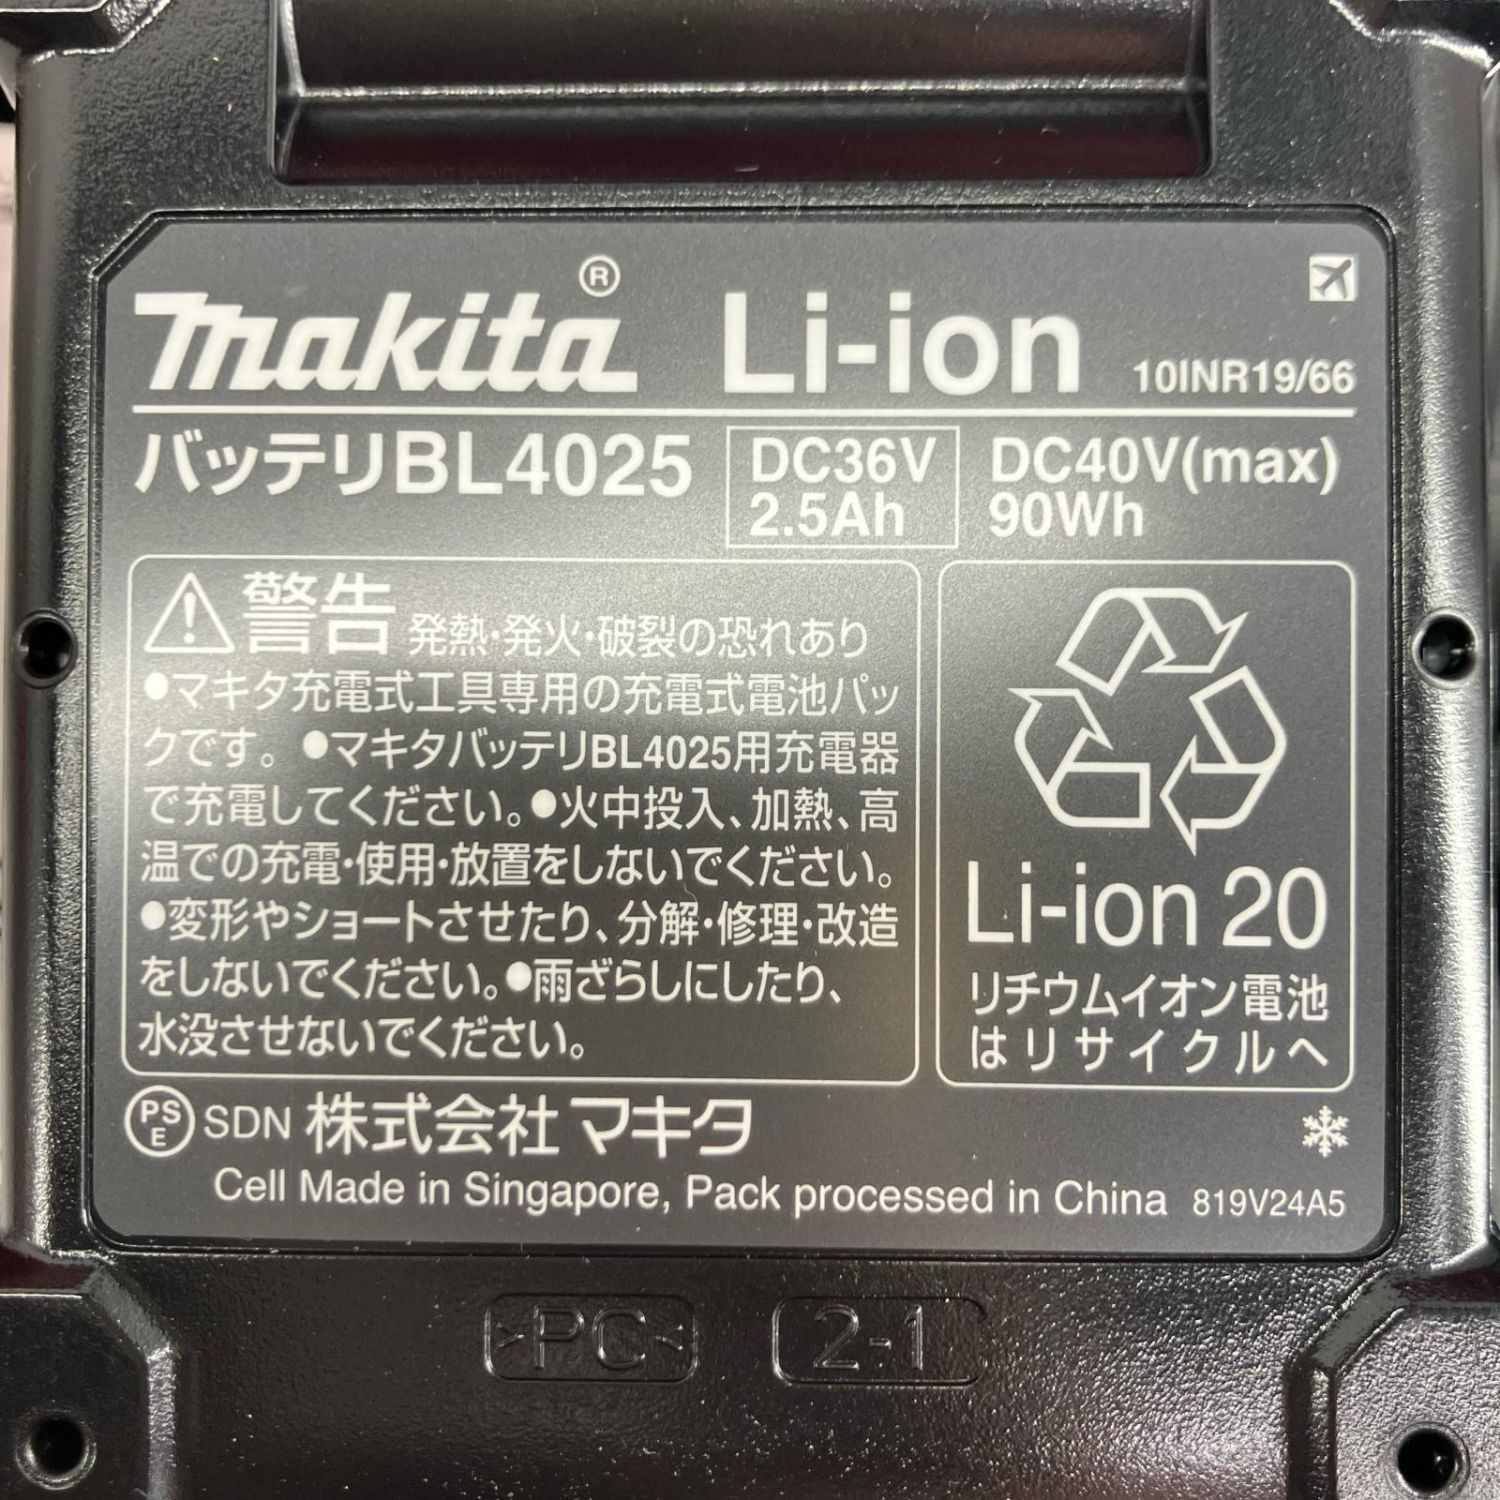 makita® Li-ion 10INR19/66
バッテリBL4025 DC36V DC40V(max)
2.5Ah 90Wh
警告 発熱・発火・破裂の恐れあり
●マキタ充電式工具専用の充電式電池パッ
クです。●マキタバッテリBL4025用充電器
で充電してください。●火中投入、加熱、高
温での充電・使用・放置をしないでください。
●変形やショートさせたり、分解・修理・改造
をしないでください。●雨ざらしにしたり、
水没させないでください。
Li-ion 20
リチウムイオン電池
はリサイクルへ
PSE SDN 株式会社マキタ
Cell Made in Singapore, Pack processed in China 819V24A5
>PC< 2-1